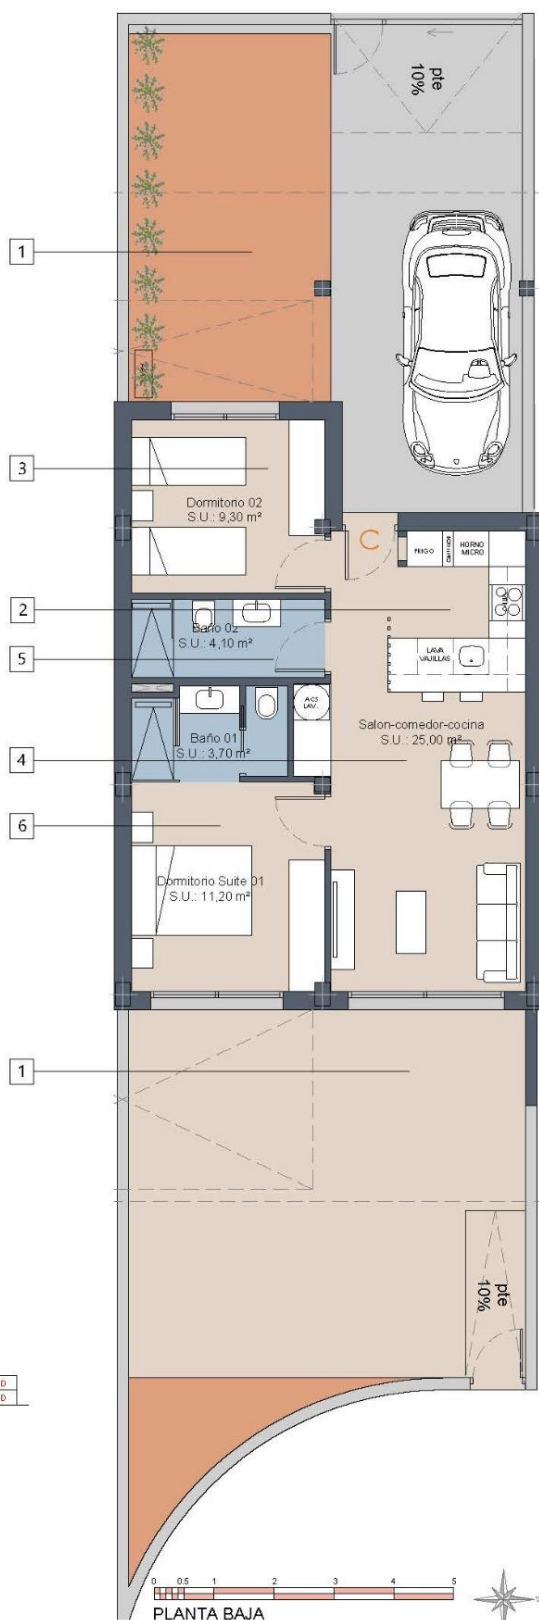 pte
10%
1
3
Dormitorio 02
S.U.: 9,30 m²
C
FRIGO
HORNO
MICRO
2
Baño 02
S.U.: 4,10 m²
LAVA
VAJILLAS
5
ACS
LAV.
Salon-comedor-cocina
S.U.: 25,00 m²
Baño 01
S.U.: 3,70 m²
4
6
Dormitorio Suite 01
S.U.: 11,20 m²
1
pte
10%
D
D
0 0.5 1 2 3 4 5
PLANTA BAJA